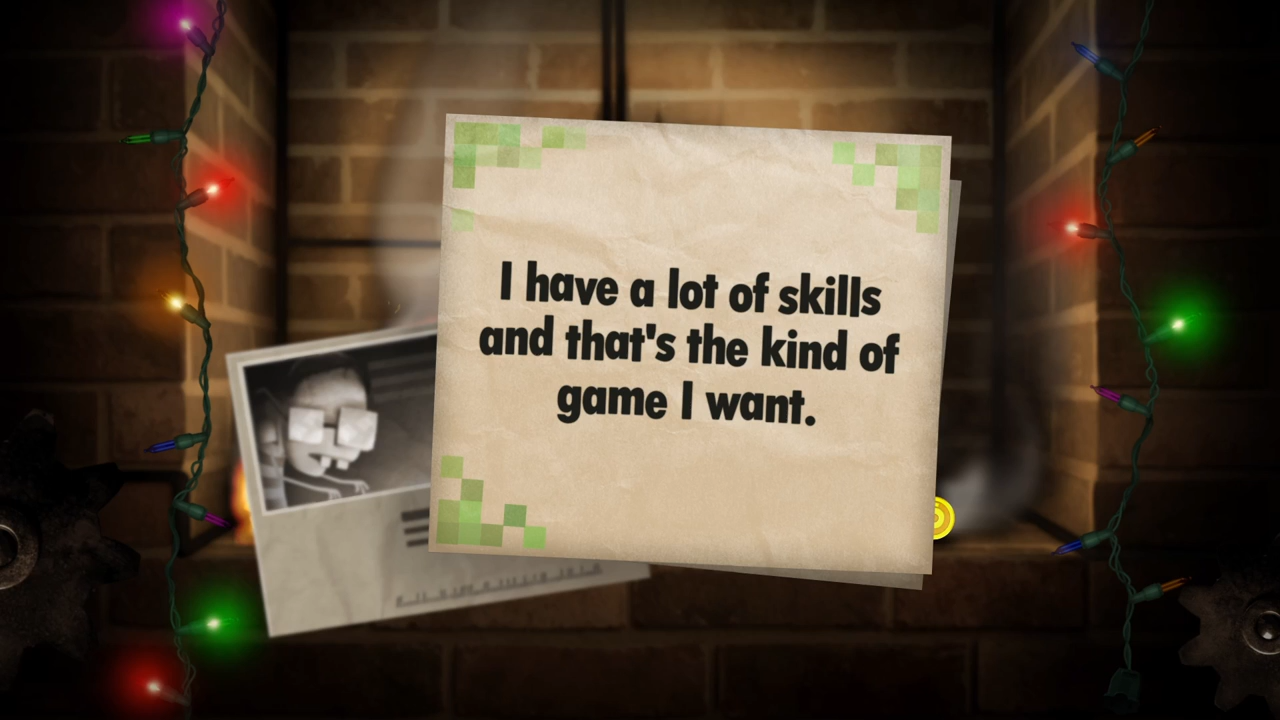 I have a lot of skills
and that's the kind of
game I want.